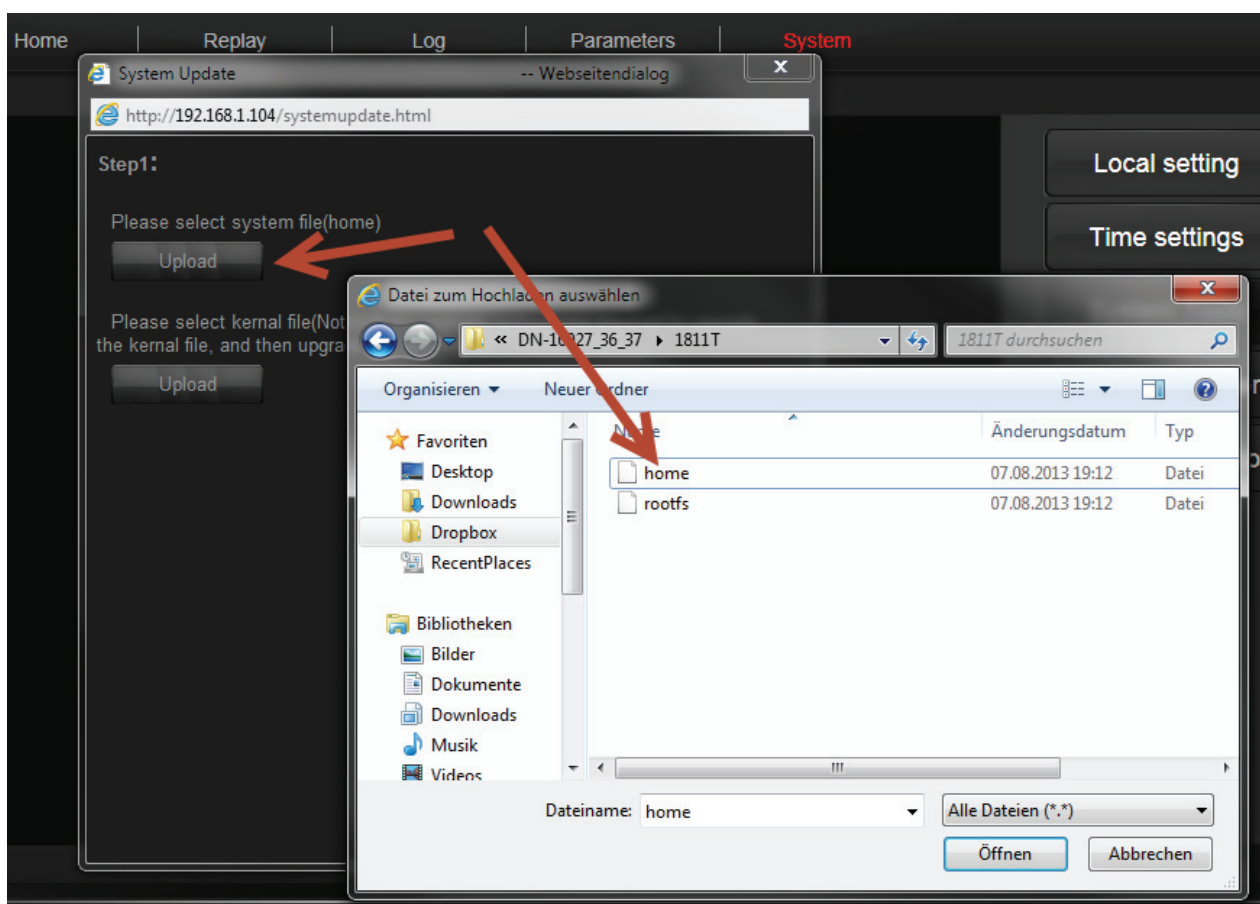 Home Replay Log Parameters System
System Update -- Webseitendialog
http://192.168.1.104/systemupdate.html
Step1:
Please select system file(home)
Upload
Please select kernal file(Not
the kernal file, and then upgra
Upload
Local setting
Time settings
Datei zum Hochladen auswählen
« DN-16927_36_37 1811T
1811T durchsuchen
Organisieren Neuer Ordner
Name Änderungsdatum Typ
home 07.08.2013 19:12 Datei
rootfs 07.08.2013 19:12 Datei
Favoriten
Desktop
Downloads
Dropbox
RecentPlaces
Bibliotheken
Bilder
Dokumente
Downloads
Musik
Videos
Dateiname: home
Alle Dateien (*.*)
Öffnen Abbrechen